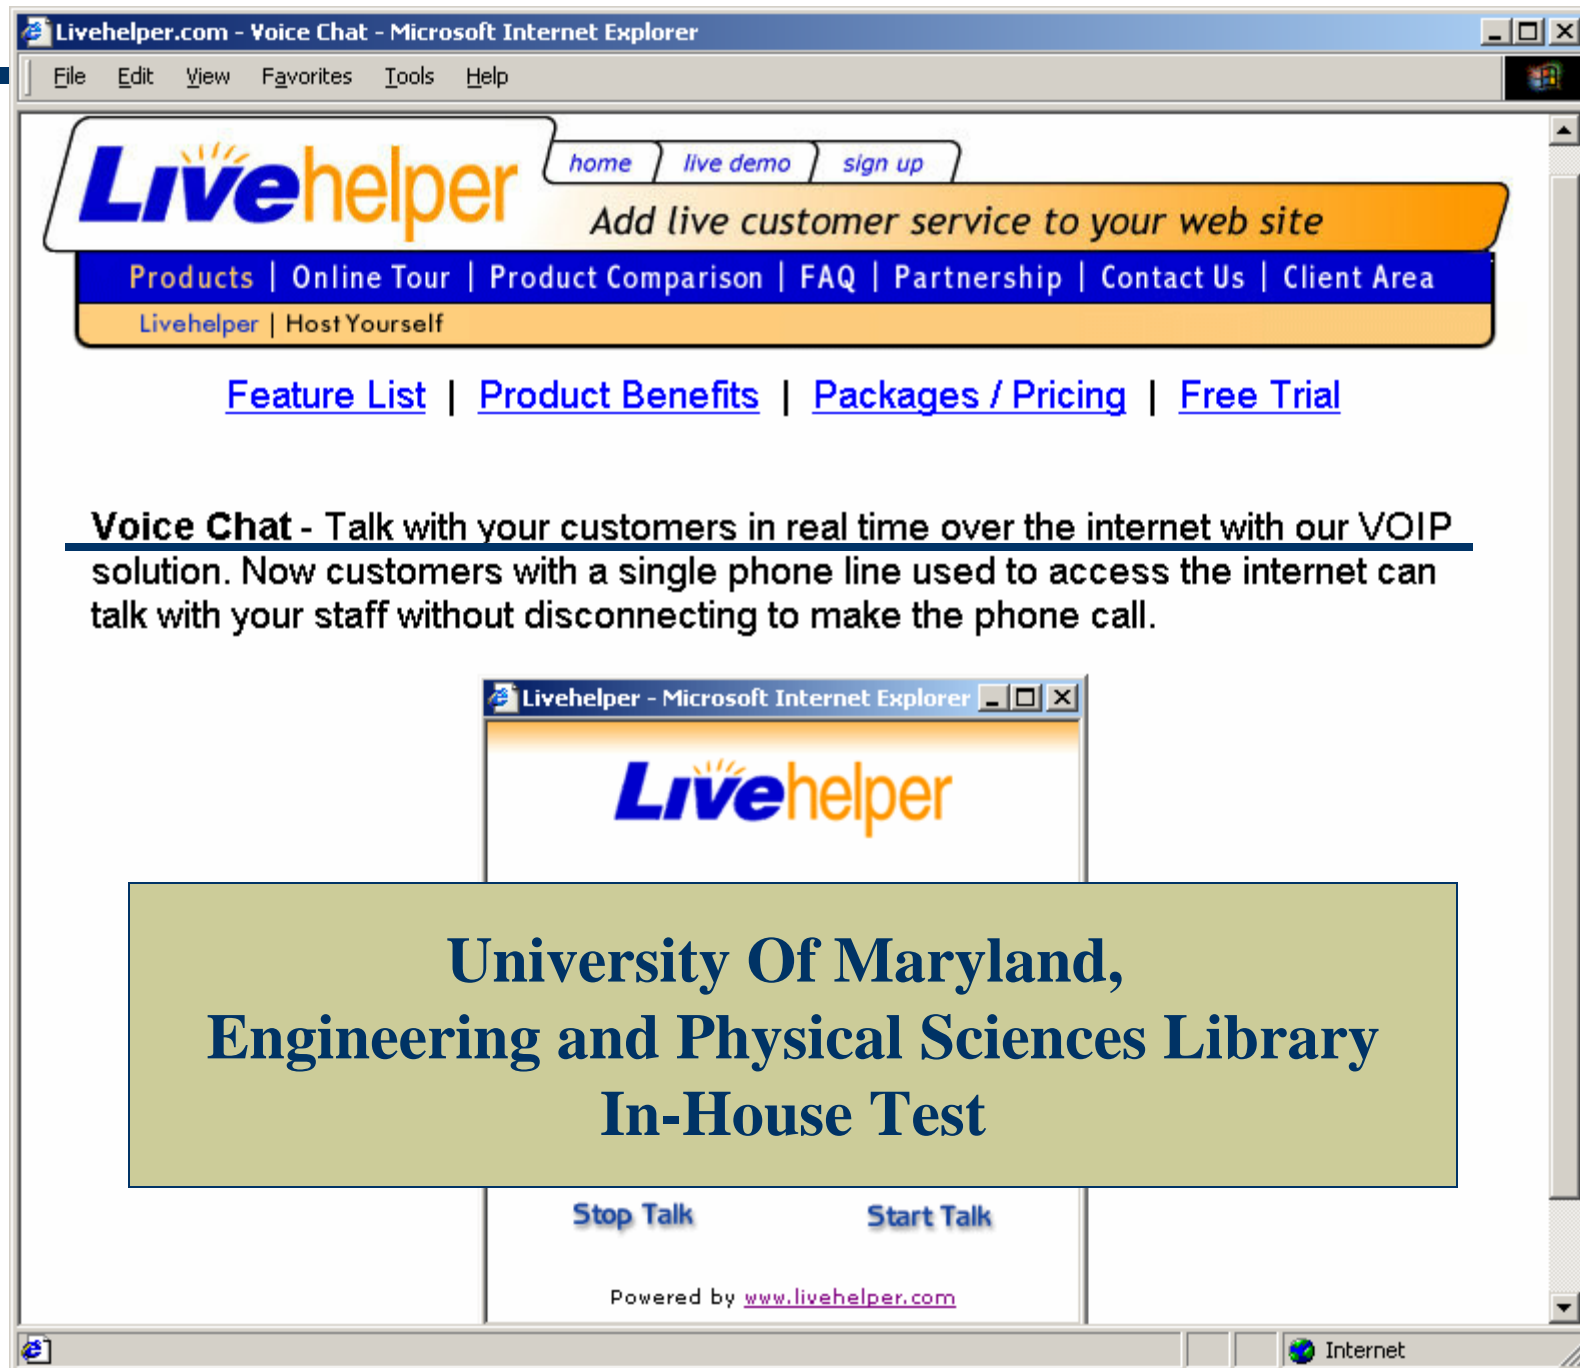 Livehelper.com - Voice Chat - Microsoft Internet Explorer
File Edit View Favorites Tools Help
Livehelper
home live demo sign up
Add live customer service to your web site
Products | Online Tour | Product Comparison | FAQ | Partnership | Contact Us | Client Area
Livehelper | Host Yourself
Feature List | Product Benefits | Packages / Pricing | Free Trial
Voice Chat - Talk with your customers in real time over the internet with our VOIP
solution. Now customers with a single phone line used to access the internet can
talk with your staff without disconnecting to make the phone call.
Livehelper - Microsoft Internet Explorer
Livehelper
University Of Maryland,
Engineering and Physical Sciences Library
In-House Test
Stop Talk Start Talk
Powered by www.livehelper.com
Internet